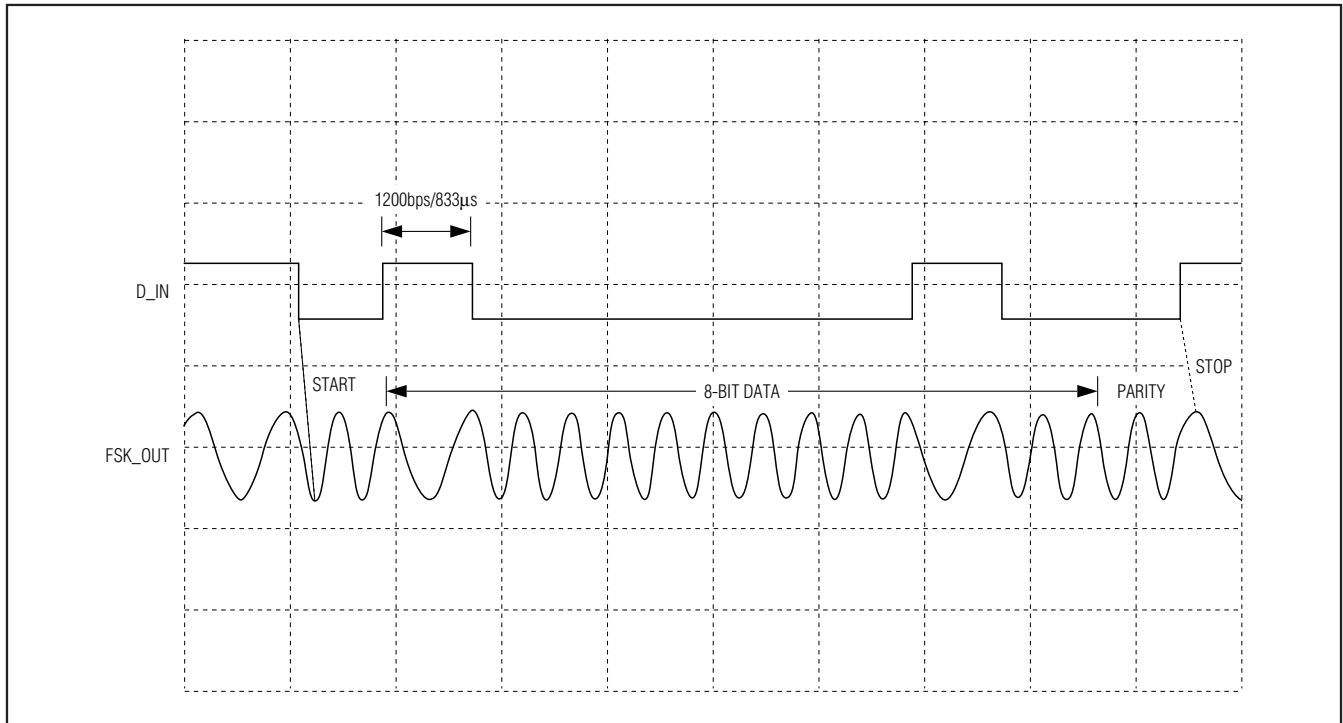 1200bps/833μs
D_IN
START
8-BIT DATA
PARITY
STOP
FSK_OUT